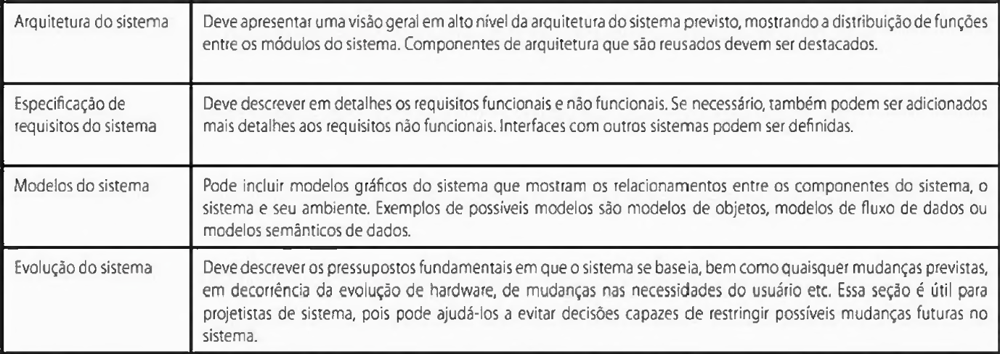 Arquitetura do sistema
Deve apresentar uma visão geral em alto nível da arquitetura do sistema previsto, mostrando a distribuição de funções
entre os módulos do sistema. Componentes de arquitetura que são reusados devem ser destacados.
Especificação de
requisitos do sistema
Deve descrever em detalhes os requisitos funcionais e não funcionais. Se necessário, também podem ser adicionados
mais detalhes aos requisitos não funcionais. Interfaces com outros sistemas podem ser definidas.
Modelos do sistema
Pode incluir modelos gráficos do sistema que mostram os relacionamentos entre os componentes do sistema, o
sistema e seu ambiente. Exemplos de possíveis modelos são modelos de objetos, modelos de fluxo de dados ou
modelos semânticos de dados.
Evolução do sistema
Deve descrever os pressupostos fundamentais em que o sistema se baseia, bem como quaisquer mudanças previstas,
em decorrência da evolução de hardware, de mudanças nas necessidades do usuário etc. Essa seção é útil para
projetistas de sistema, pois pode ajudá-los a evitar decisões capazes de restringir possíveis mudanças futuras no
sistema.